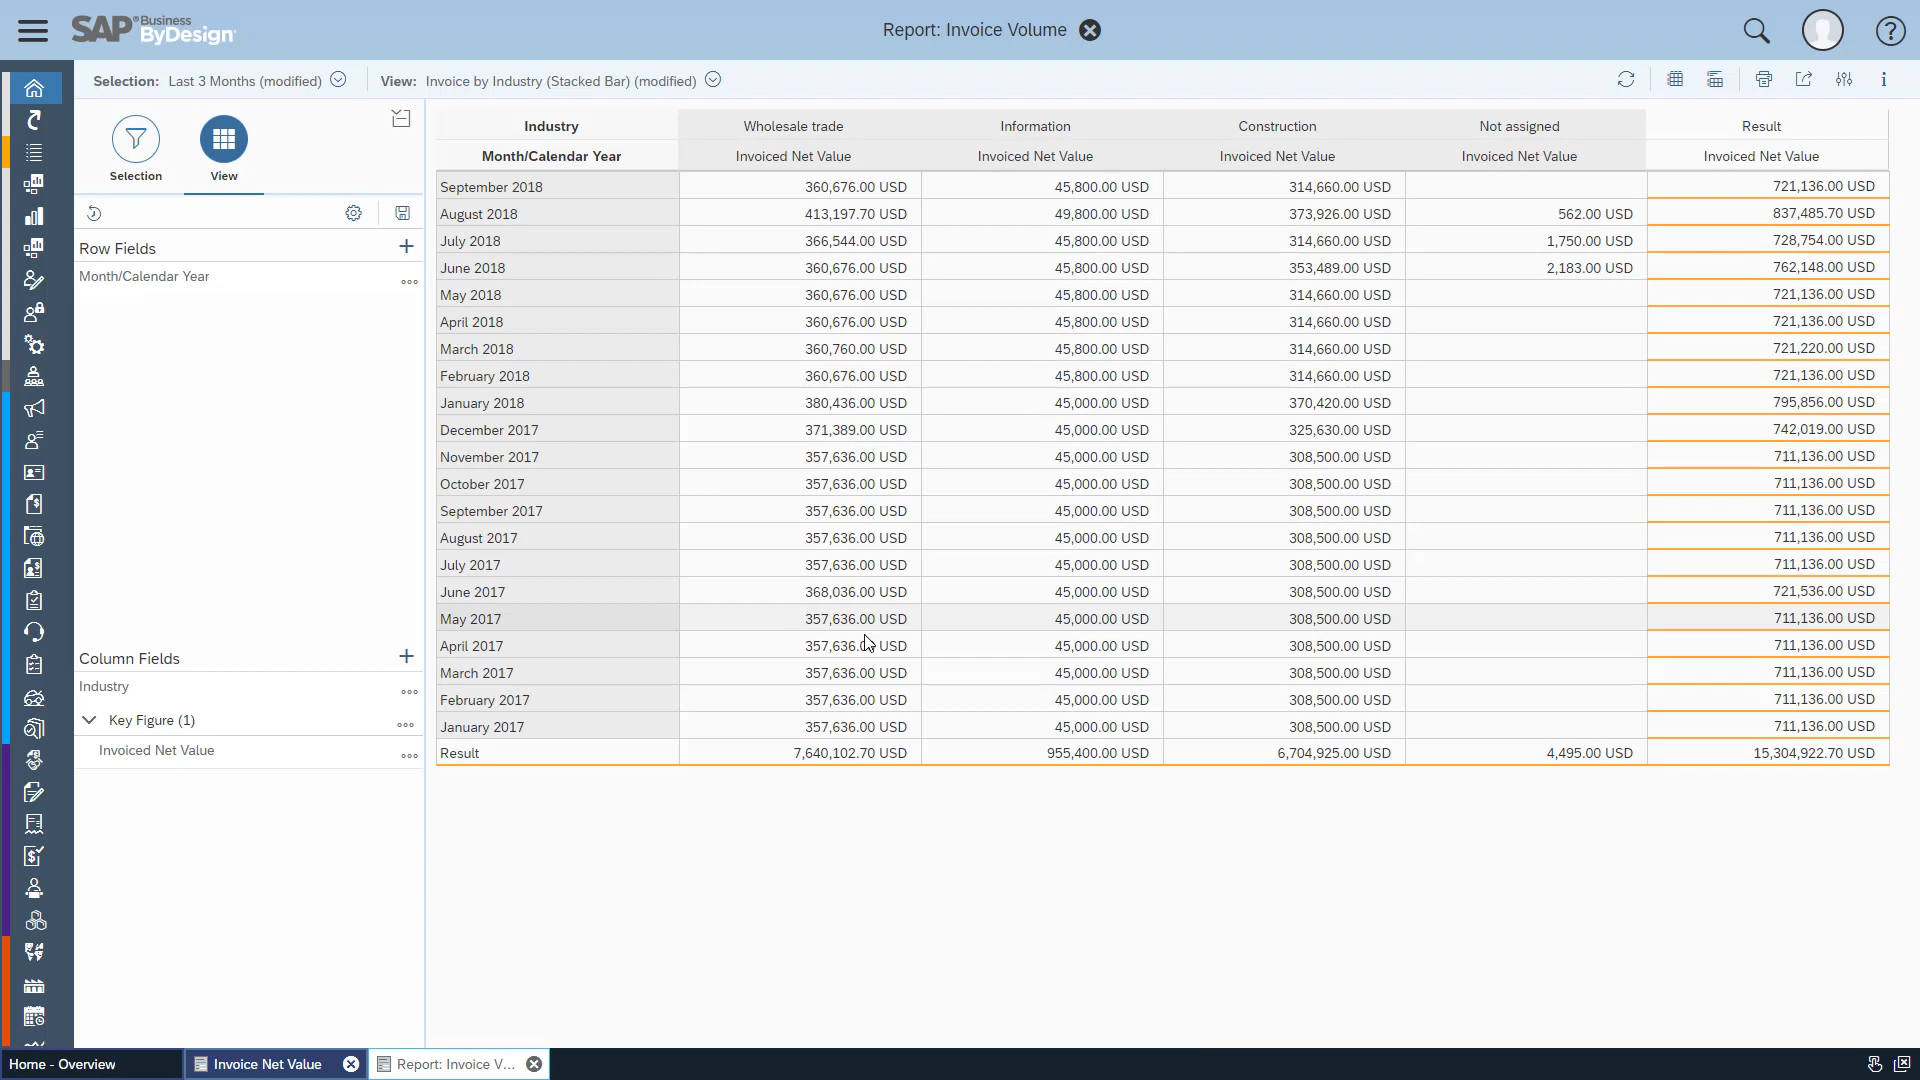 SAP Business ByDesign
Report: Invoice Volume
Selection: Last 3 Months (modified)
View: Invoice by Industry (Stacked Bar) (modified)
Selection
View
Row Fields
Month/Calendar Year
Column Fields
Industry
Key Figure (1)
Invoiced Net Value
Industry Wholesale trade Information Construction Not assigned Result
Month/Calendar Year Invoiced Net Value Invoiced Net Value Invoiced Net Value Invoiced Net Value Invoiced Net Value
September 2018 360,676.00 USD 45,800.00 USD 314,660.00 USD 721,136.00 USD
August 2018 413,197.70 USD 49,800.00 USD 373,926.00 USD 562.00 USD 837,485.70 USD
July 2018 366,544.00 USD 45,800.00 USD 314,660.00 USD 1,750.00 USD 728,754.00 USD
June 2018 360,676.00 USD 45,800.00 USD 353,489.00 USD 2,183.00 USD 762,148.00 USD
May 2018 360,676.00 USD 45,800.00 USD 314,660.00 USD 721,136.00 USD
April 2018 360,676.00 USD 45,800.00 USD 314,660.00 USD 721,136.00 USD
March 2018 360,760.00 USD 45,800.00 USD 314,660.00 USD 721,220.00 USD
February 2018 360,676.00 USD 45,800.00 USD 314,660.00 USD 721,136.00 USD
January 2018 380,436.00 USD 45,000.00 USD 370,420.00 USD 795,856.00 USD
December 2017 371,389.00 USD 45,000.00 USD 325,630.00 USD 742,019.00 USD
November 2017 357,636.00 USD 45,000.00 USD 308,500.00 USD 711,136.00 USD
October 2017 357,636.00 USD 45,000.00 USD 308,500.00 USD 711,136.00 USD
September 2017 357,636.00 USD 45,000.00 USD 308,500.00 USD 711,136.00 USD
August 2017 357,636.00 USD 45,000.00 USD 308,500.00 USD 711,136.00 USD
July 2017 357,636.00 USD 45,000.00 USD 308,500.00 USD 711,136.00 USD
June 2017 368,036.00 USD 45,000.00 USD 308,500.00 USD 721,536.00 USD
May 2017 357,636.00 USD 45,000.00 USD 308,500.00 USD 711,136.00 USD
April 2017 357,636.00 USD 45,000.00 USD 308,500.00 USD 711,136.00 USD
March 2017 357,636.00 USD 45,000.00 USD 308,500.00 USD 711,136.00 USD
February 2017 357,636.00 USD 45,000.00 USD 308,500.00 USD 711,136.00 USD
January 2017 357,636.00 USD 45,000.00 USD 308,500.00 USD 711,136.00 USD
Result 7,640,102.70 USD 955,400.00 USD 6,704,925.00 USD 4,495.00 USD 15,304,922.70 USD
Home - Overview
Invoice Net Value
Report: Invoice V...